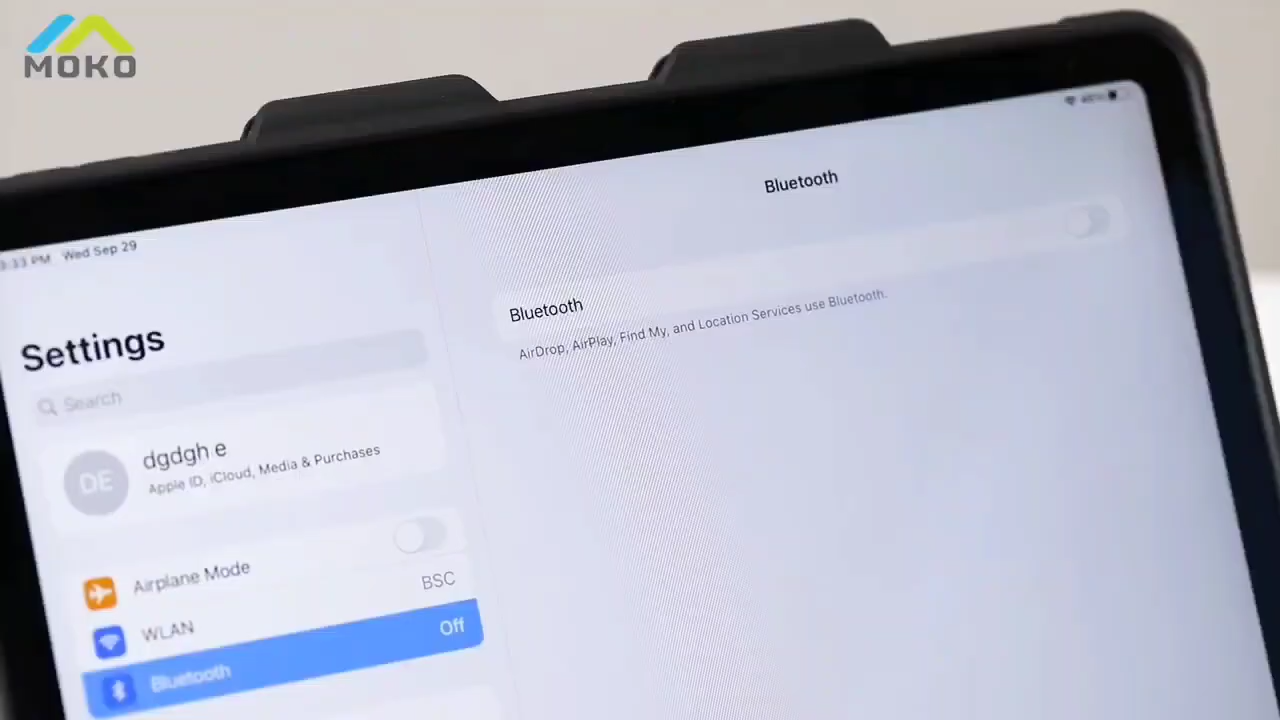 MOKO
3:33 PM Wed Sep 29
Bluetooth
Settings
Search
DE
dgdgh e
Apple ID, iCloud, Media & Purchases
Airplane Mode
WLAN BSC
Bluetooth Off
Bluetooth
AirDrop, AirPlay, Find My, and Location Services use Bluetooth.